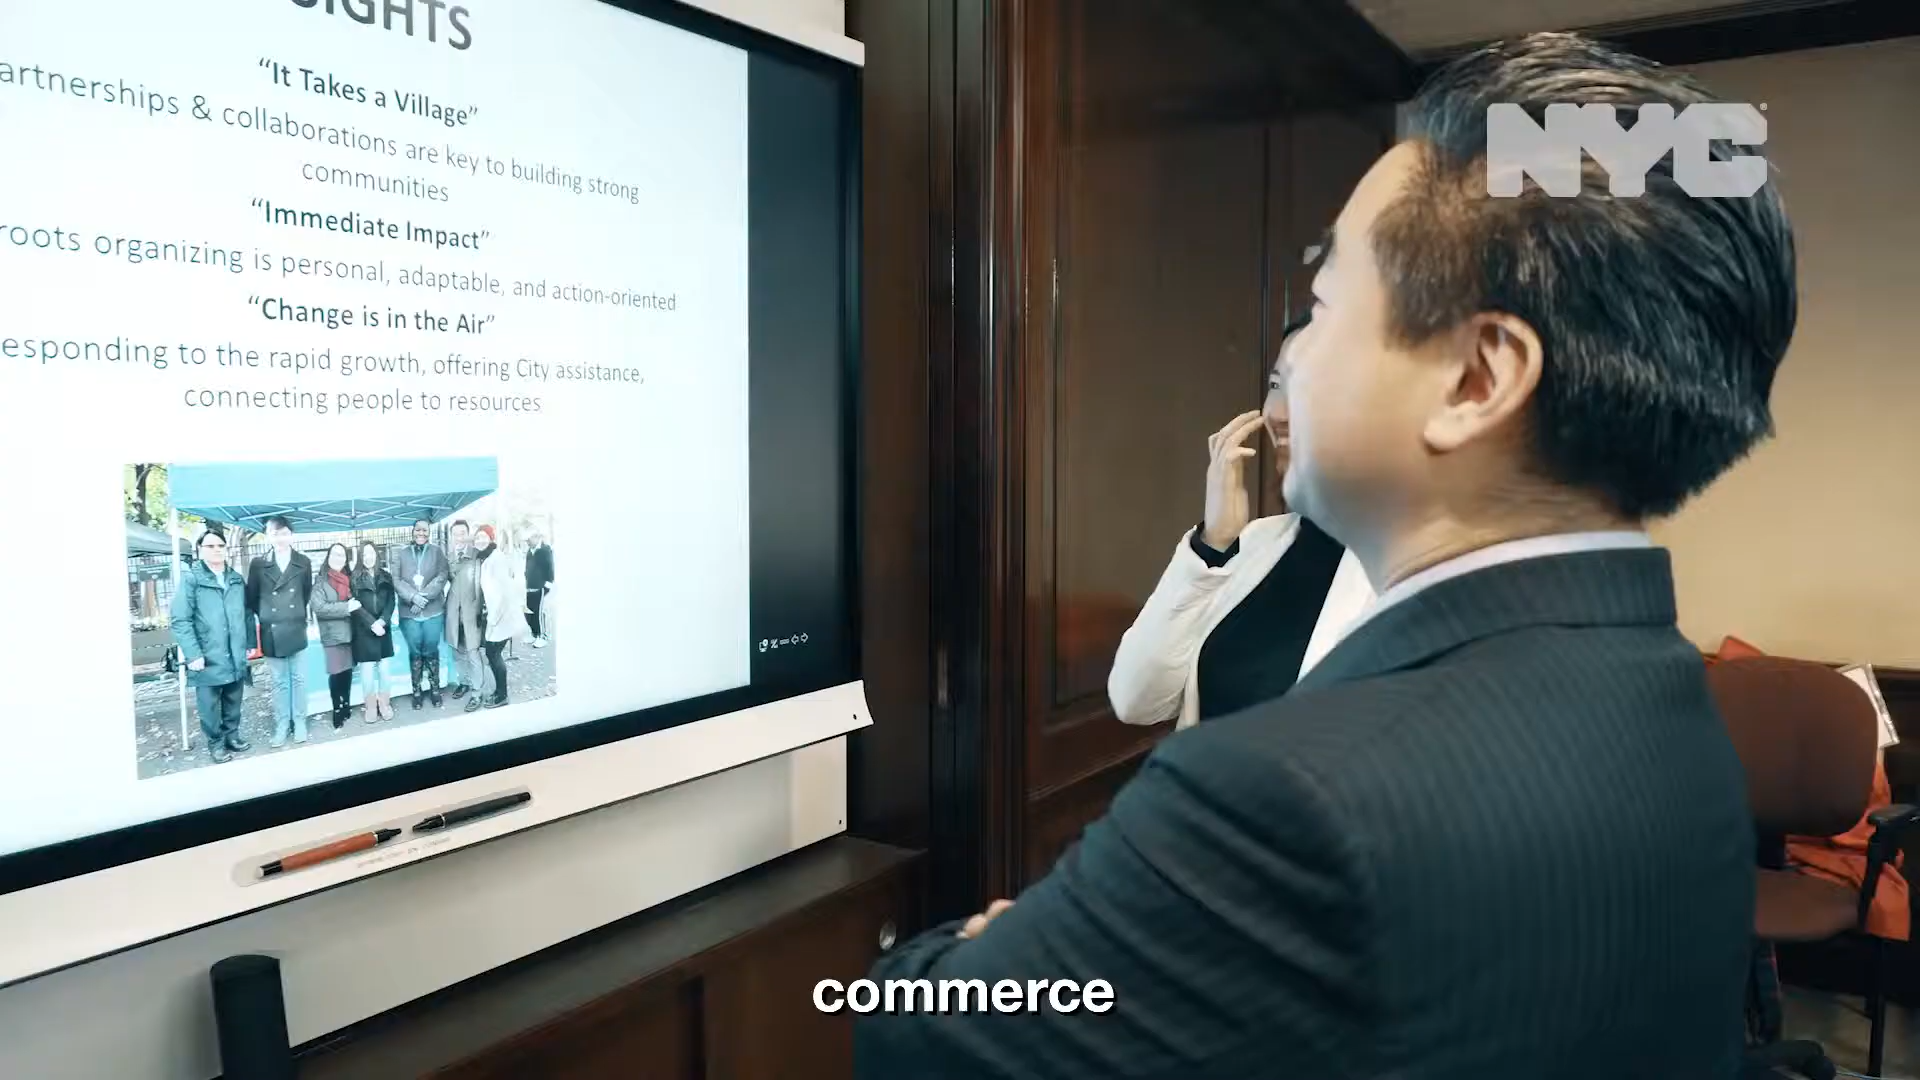 SIGHTS
“It Takes a Village”
artnerships & collaborations are key to building strong
communities
“Immediate Impact”
roots organizing is personal, adaptable, and action-oriented
“Change is in the Air”
esponding to the rapid growth, offering City assistance,
connecting people to resources
NYC
commerce